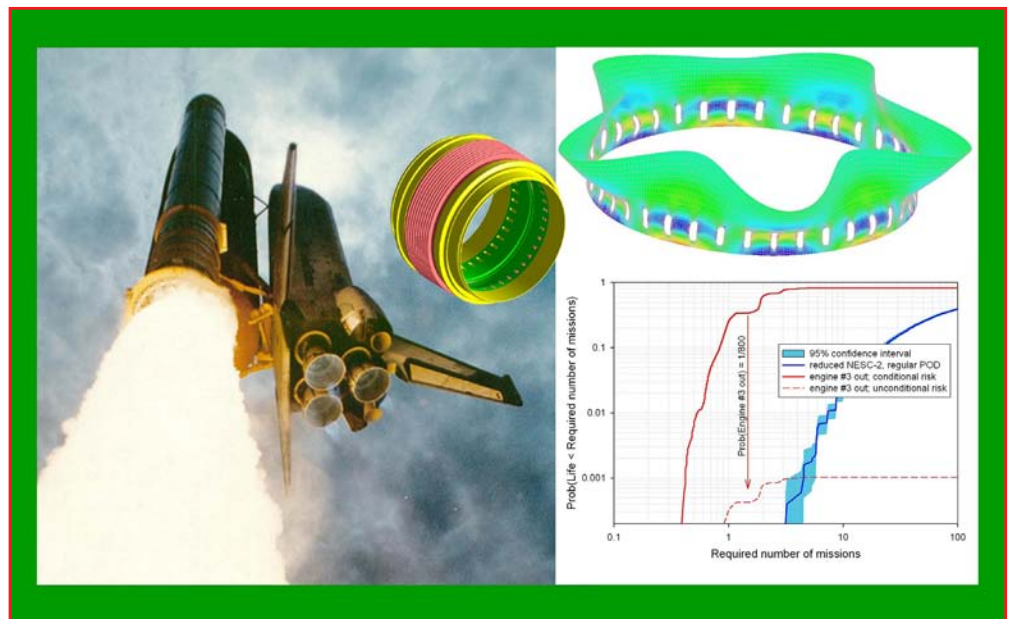 1
0.1
0.01
0.001
Prob(Life < Required number of missions)
Prob(Engine #3 out) = 1/800
95% confidence interval
reduced NESC-2, regular POD
engine #3 out; conditional risk
engine #3 out; unconditional risk
0.1 1 10 100
Required number of missions